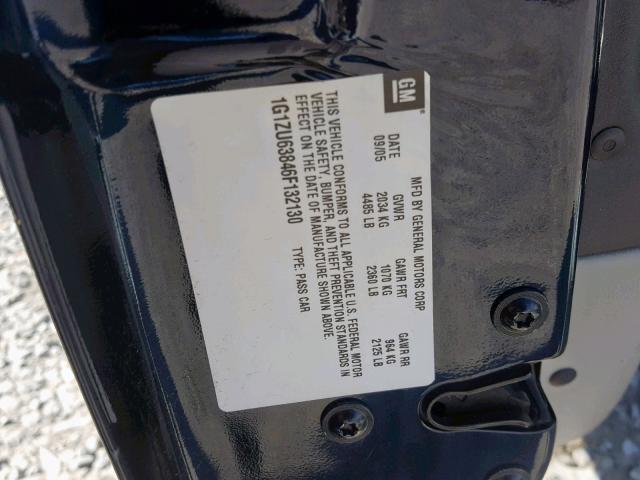 GM
MFD BY GENERAL MOTORS CORP
DATE GVWR GAWR FRT GAWR RR
09/05 2034 KG 1070 KG 964 KG
4485 LB 2360 LB 2125 LB
THIS VEHICLE CONFORMS TO ALL APPLICABLE U.S. FEDERAL MOTOR
VEHICLE SAFETY, BUMPER, AND THEFT PREVENTION STANDARDS IN
EFFECT ON THE DATE OF MANUFACTURE SHOWN ABOVE.
1G1ZU63846F132130 TYPE: PASS CAR